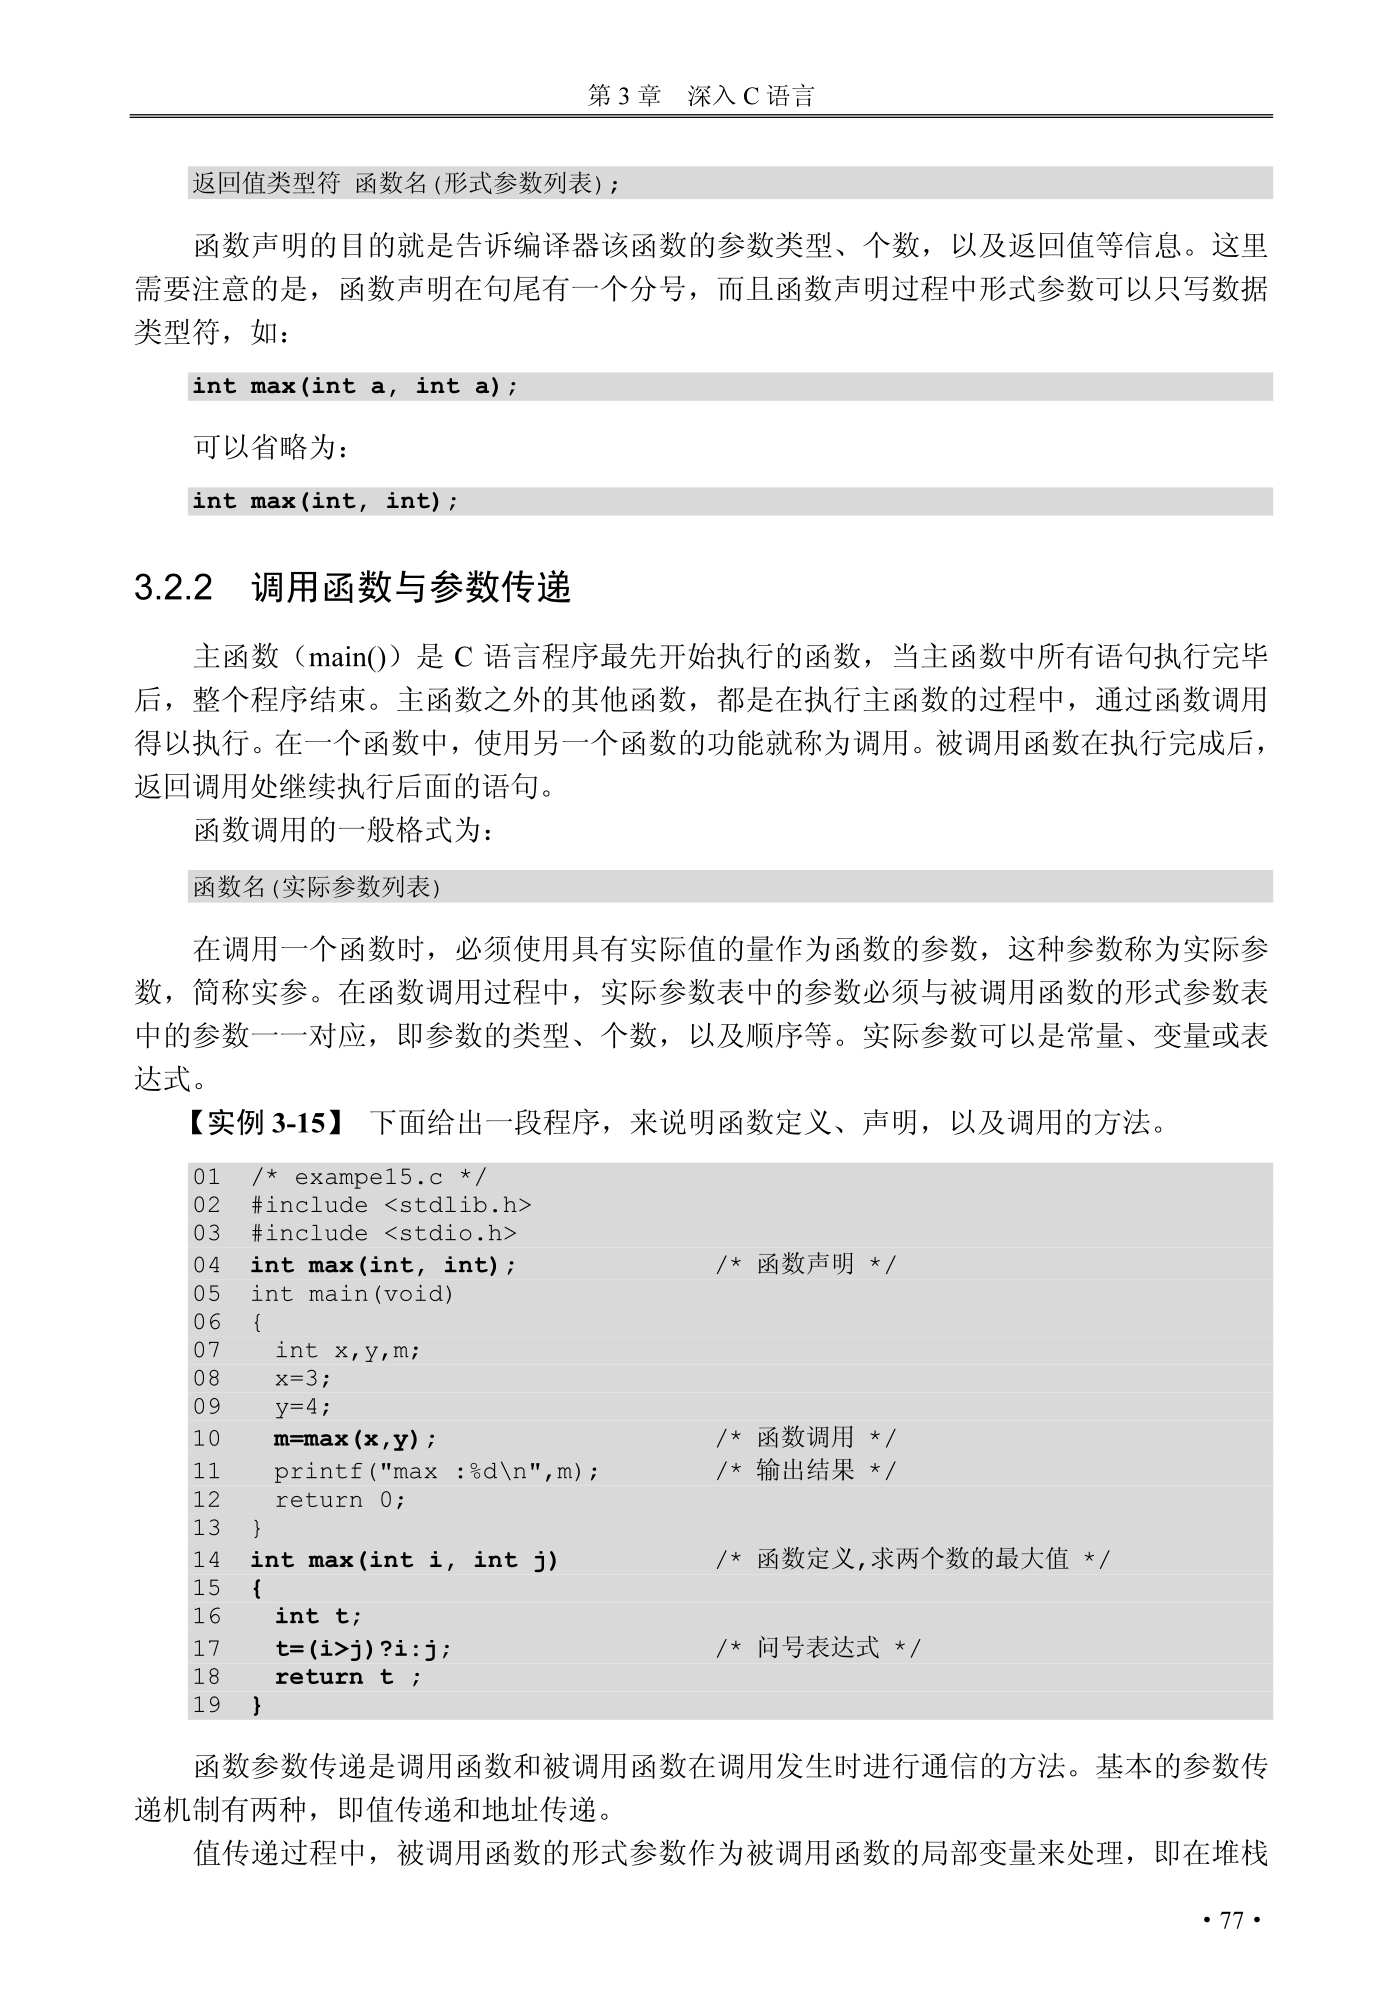 第 3 章　深入 C 语言
返回值类型符 函数名(形式参数列表);
函数声明的目的就是告诉编译器该函数的参数类型、个数，以及返回值等信息。这里
需要注意的是，函数声明在句尾有一个分号，而且函数声明过程中形式参数可以只写数据
类型符，如：
int max(int a, int a);
可以省略为：
int max(int, int);
3.2.2　调用函数与参数传递
主函数（main()）是 C 语言程序最先开始执行的函数，当主函数中所有语句执行完毕
后，整个程序结束。主函数之外的其他函数，都是在执行主函数的过程中，通过函数调用
得以执行。在一个函数中，使用另一个函数的功能就称为调用。被调用函数在执行完成后，
返回调用处继续执行后面的语句。
函数调用的一般格式为：
函数名(实际参数列表)
在调用一个函数时，必须使用具有实际值的量作为函数的参数，这种参数称为实际参
数，简称实参。在函数调用过程中，实际参数表中的参数必须与被调用函数的形式参数表
中的参数一一对应，即参数的类型、个数，以及顺序等。实际参数可以是常量、变量或表
达式。
【实例 3-15】 下面给出一段程序，来说明函数定义、声明，以及调用的方法。
01 /* exampe15.c */
02 #include <stdlib.h>
03 #include <stdio.h>
04 int max(int, int); /* 函数声明 */
05 int main(void)
06 {
07 int x,y,m;
08 x=3;
09 y=4;
10 m=max(x,y); /* 函数调用 */
11 printf("max :%d\n",m); /* 输出结果 */
12 return 0;
13 }
14 int max(int i, int j) /* 函数定义,求两个数的最大值 */
15 {
16 int t;
17 t=(i>j)?i:j; /* 问号表达式 */
18 return t ;
19 }
函数参数传递是调用函数和被调用函数在调用发生时进行通信的方法。基本的参数传
递机制有两种，即值传递和地址传递。
值传递过程中，被调用函数的形式参数作为被调用函数的局部变量来处理，即在堆栈
• 77 •